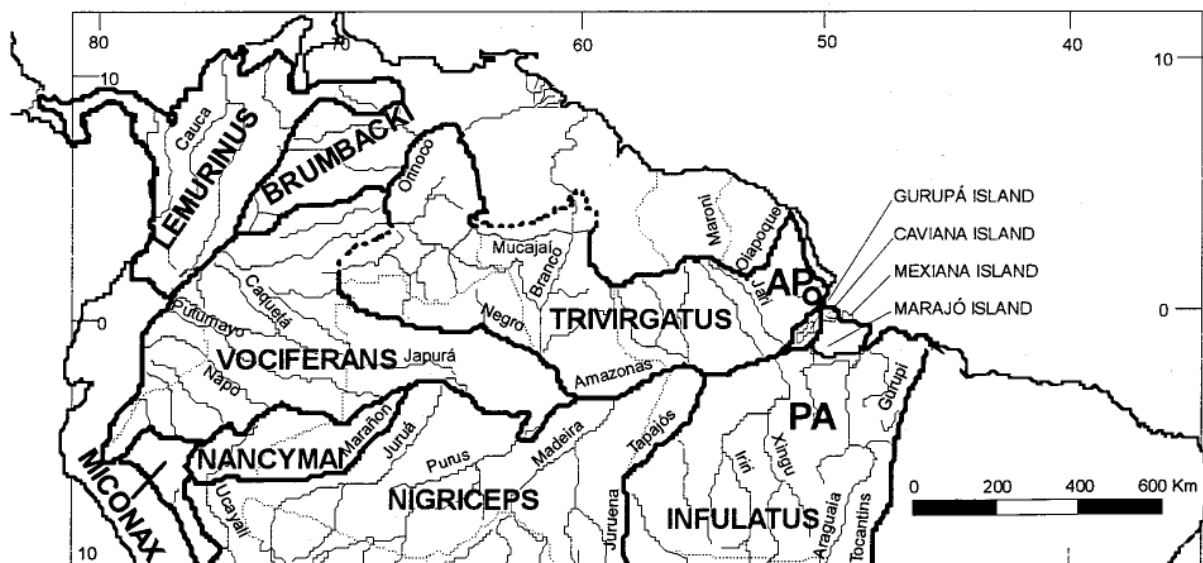 80
70
60
50
40
10
10
Cauca
LEMURINUS
BRUMBACKI
Orinoco
Maroni
Oiapoque
GURUPÁ ISLAND
CAVIANA ISLAND
MEXIANA ISLAND
MARAJÓ ISLAND
Mucajaí
Branco
Jari
AP
Caquetá
Putumayo
Negro
TRIVIRGATUS
0
0
VOCIFERANS
Japurá
Napo
Amazonas
Gurupí
PA
Marañon
Juruá
Tapajós
Madeira
NANCYMAI
Purus
Iriri
Xingu
MICONAX
NIGRICEPS
Ucayali
Juruena
INFULATUS
Araguaia
Tocantins
0 200 400 600 Km
10